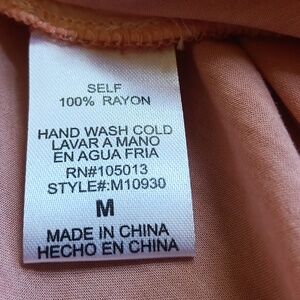 SELF
100% RAYON
HAND WASH COLD
LAVAR A MANO
EN AGUA FRIA
RN#105013
STYLE#:M10930
M
MADE IN CHINA
HECHO EN CHINA